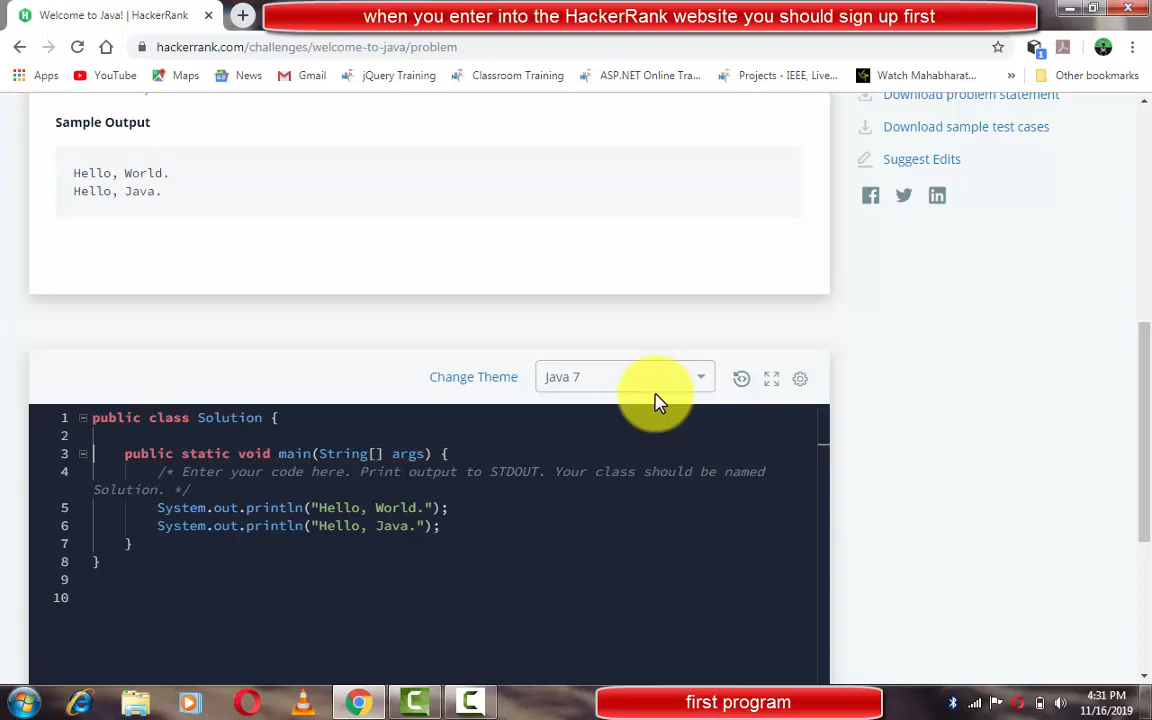 Welcome to Java! | HackerRank
when you enter into the HackerRank website you should sign up first
hackerrank.com/challenges/welcome-to-java/problem
1
Apps YouTube Maps News Gmail jQuery Training Classroom Training ASP.NET Online Tra... Projects - IEEE, Live... Watch Mahabharat... » Other bookmarks
Download problem statement
Sample Output
Download sample test cases
Hello, World.
Hello, Java.
Suggest Edits
Change Theme Java 7
1 public class Solution {
2
3 public static void main(String[] args) {
4 /* Enter your code here. Print output to STDOUT. Your class should be named
Solution. */
5 System.out.println("Hello, World.");
6 System.out.println("Hello, Java.");
7 }
8 }
9
10
first program
4:31 PM
11/16/2019